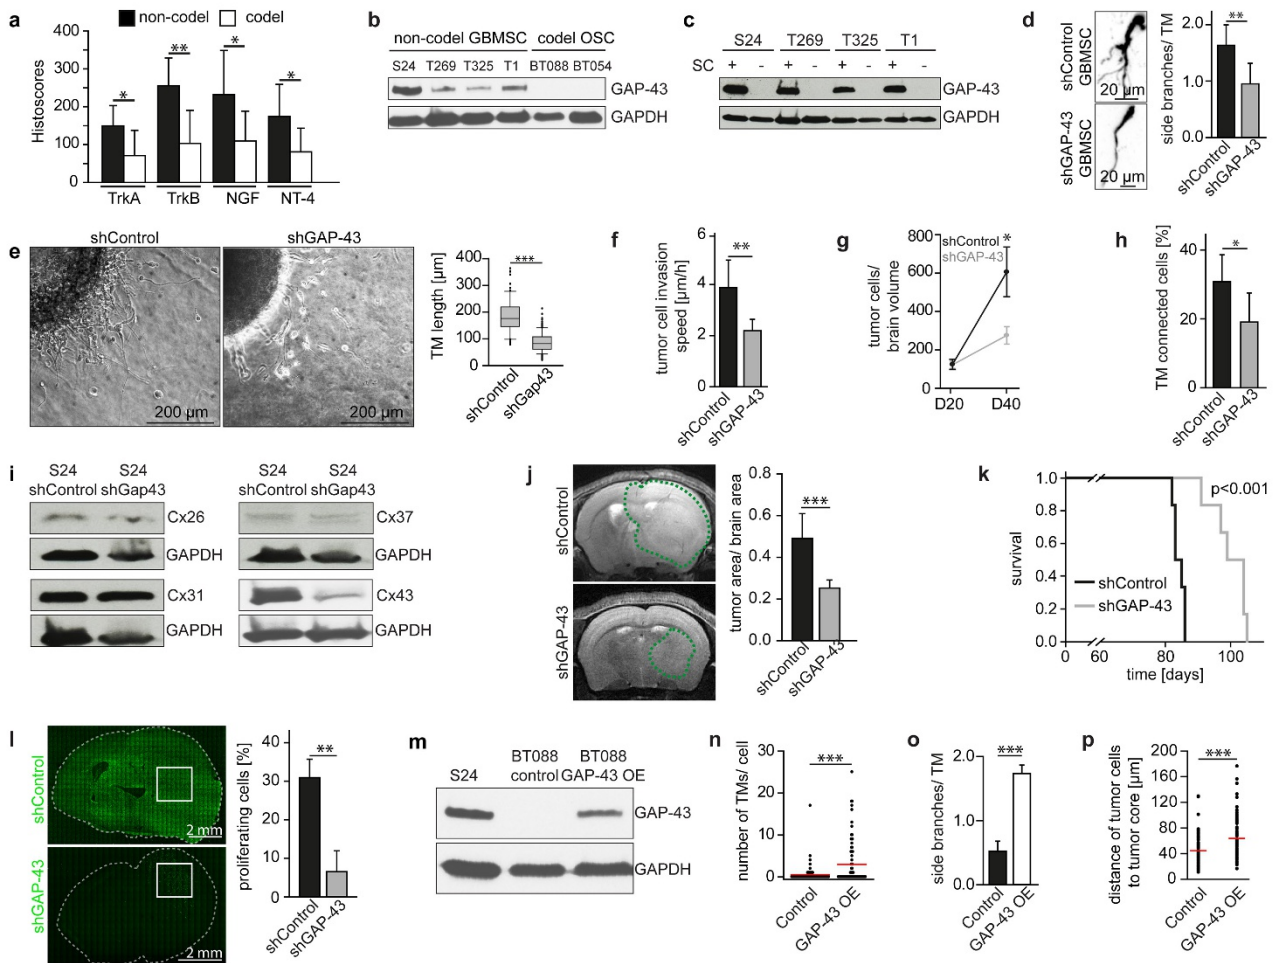 a
non-codel codel
Histoscores
400
300
200
100
0
* ** * *
TrkA TrkB NGF NT-4
b
non-codel GBMSC codel OSC
S24 T269 T325 T1 BT088 BT054
GAP-43
GAPDH
c
S24 T269 T325 T1
SC + - + - + - + -
GAP-43
GAPDH
d
shControl
GBMSC
20 µm
shGAP-43
GBMSC
20 µm
side branches/ TM
2.0
1.0
0.0
**
shControl
shGAP-43
e
shControl shGAP-43
200 µm 200 µm
TM length [µm]
400
300
200
100
0
***
shControl
shGap43
f
tumor cell invasion
speed [µm/h]
6
4
2
0
**
shControl
shGAP-43
g
tumor cells/
brain volume
800
600
400
200
0
shControl *
shGAP-43
D20 D40
h
TM connected cells [%]
40
20
0
*
shControl
shGAP-43
i
S24 S24
shControl shGap43
Cx26
GAPDH
Cx31
GAPDH
S24 S24
shControl shGap43
Cx37
GAPDH
Cx43
GAPDH
j
shControl
shGAP-43
tumor area/ brain area
0.8
0.6
0.4
0.2
0.0
***
shControl
shGAP-43
k
survival
1.0
0.8
0.6
0.4
0.2
0.0
p<0.001
shControl
shGAP-43
0 60 80 100
time [days]
l
shControl
2 mm
shGAP-43
2 mm
proliferating cells [%]
40
30
20
10
0
**
shControl
shGAP-43
m
BT088 BT088
S24 control GAP-43 OE
GAP-43
GAPDH
n
number of TMs/ cell
30
20
10
0
***
Control
GAP-43 OE
o
side branches/ TM
2.0
1.0
0.0
***
Control
GAP-43 OE
p
distance of tumor cells
to tumor core [µm]
200
160
120
80
40
0
***
Control
GAP-43 OE